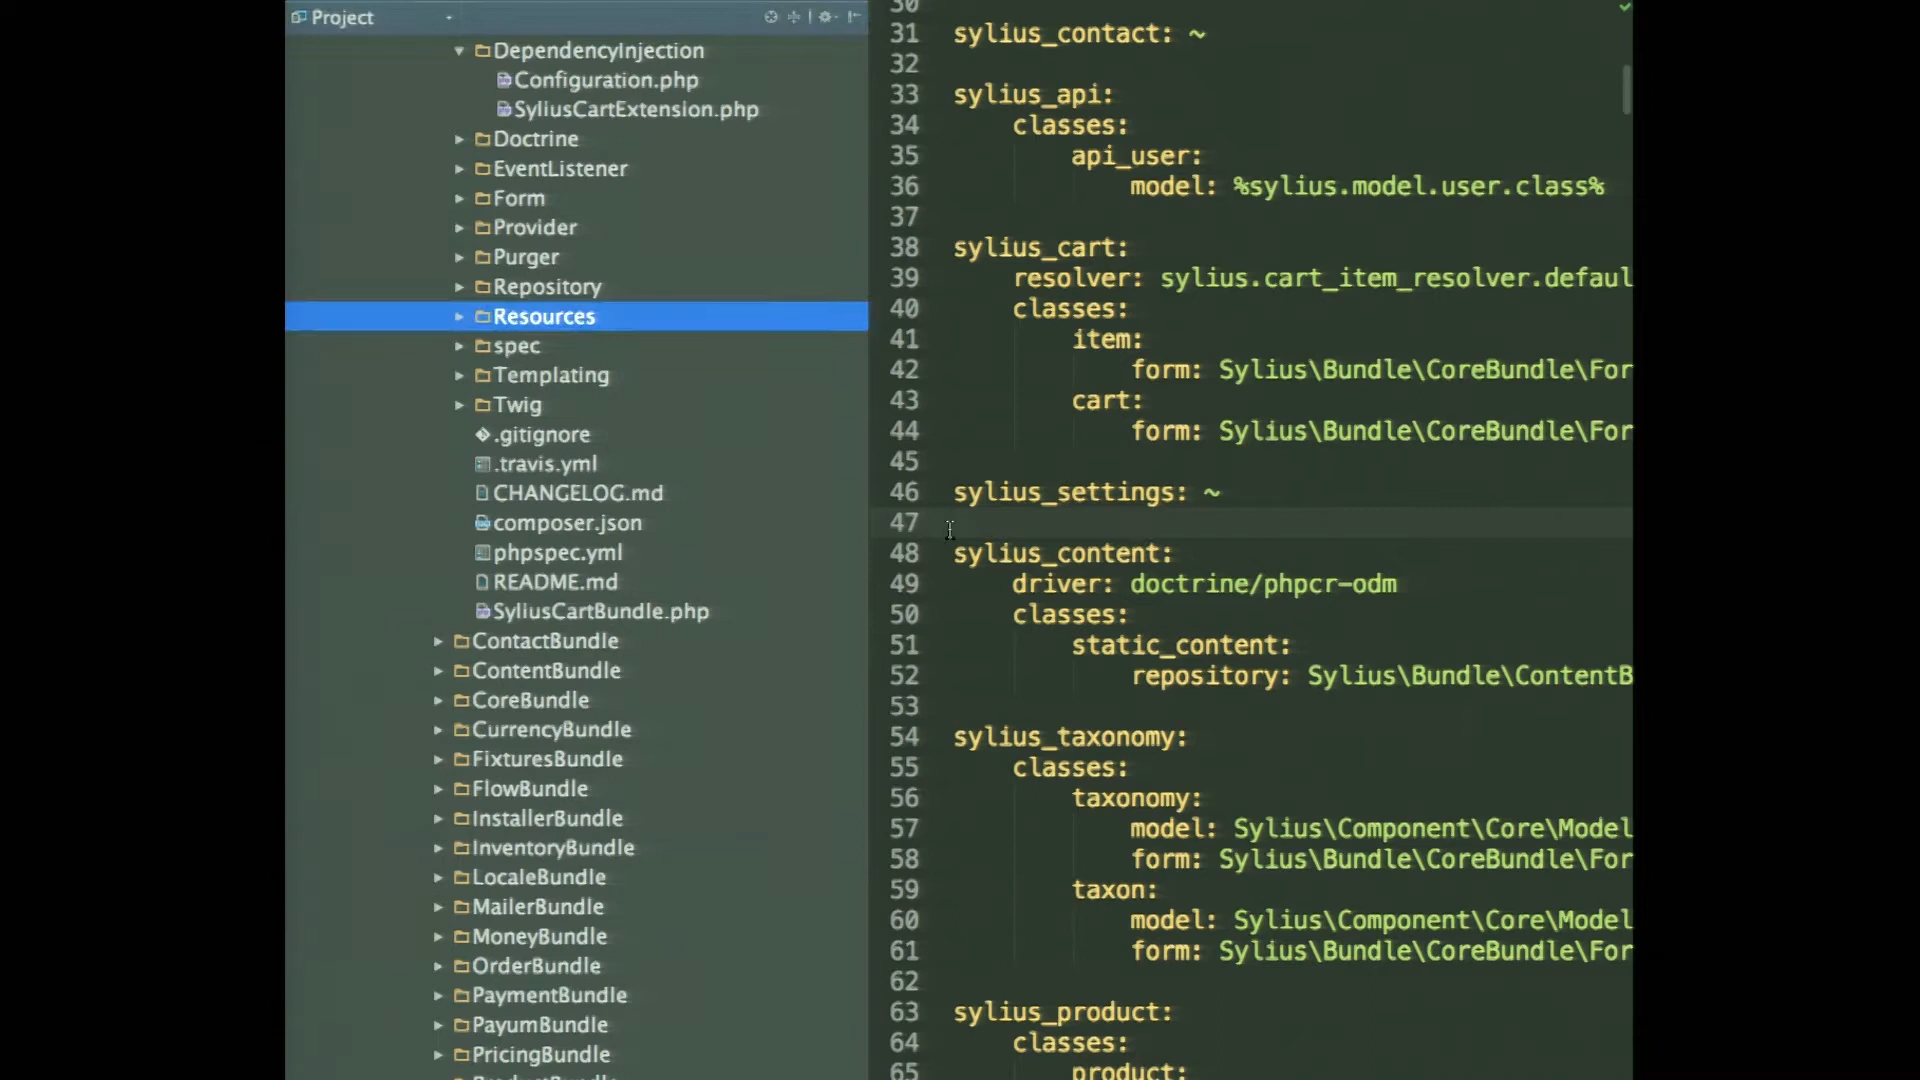 Project
DependencyInjection
Configuration.php
SyliusCartExtension.php
Doctrine
EventListener
Form
Provider
Purger
Repository
Resources
spec
Templating
Twig
.gitignore
.travis.yml
CHANGELOG.md
composer.json
phpspec.yml
README.md
SyliusCartBundle.php
ContactBundle
ContentBundle
CoreBundle
CurrencyBundle
FixturesBundle
FlowBundle
InstallerBundle
InventoryBundle
LocaleBundle
MailerBundle
MoneyBundle
OrderBundle
PaymentBundle
PayumBundle
PricingBundle
30
31 sylius_contact: ~
32
33 sylius_api:
34 classes:
35 api_user:
36 model: %sylius.model.user.class%
37
38 sylius_cart:
39 resolver: sylius.cart_item_resolver.defaul
40 classes:
41 item:
42 form: Sylius\Bundle\CoreBundle\For
43 cart:
44 form: Sylius\Bundle\CoreBundle\For
45
46 sylius_settings: ~
47
48 sylius_content:
49 driver: doctrine/phpcr-odm
50 classes:
51 static_content:
52 repository: Sylius\Bundle\ContentB
53
54 sylius_taxonomy:
55 classes:
56 taxonomy:
57 model: Sylius\Component\Core\Model
58 form: Sylius\Bundle\CoreBundle\For
59 taxon:
60 model: Sylius\Component\Core\Model
61 form: Sylius\Bundle\CoreBundle\For
62
63 sylius_product:
64 classes:
65 product: